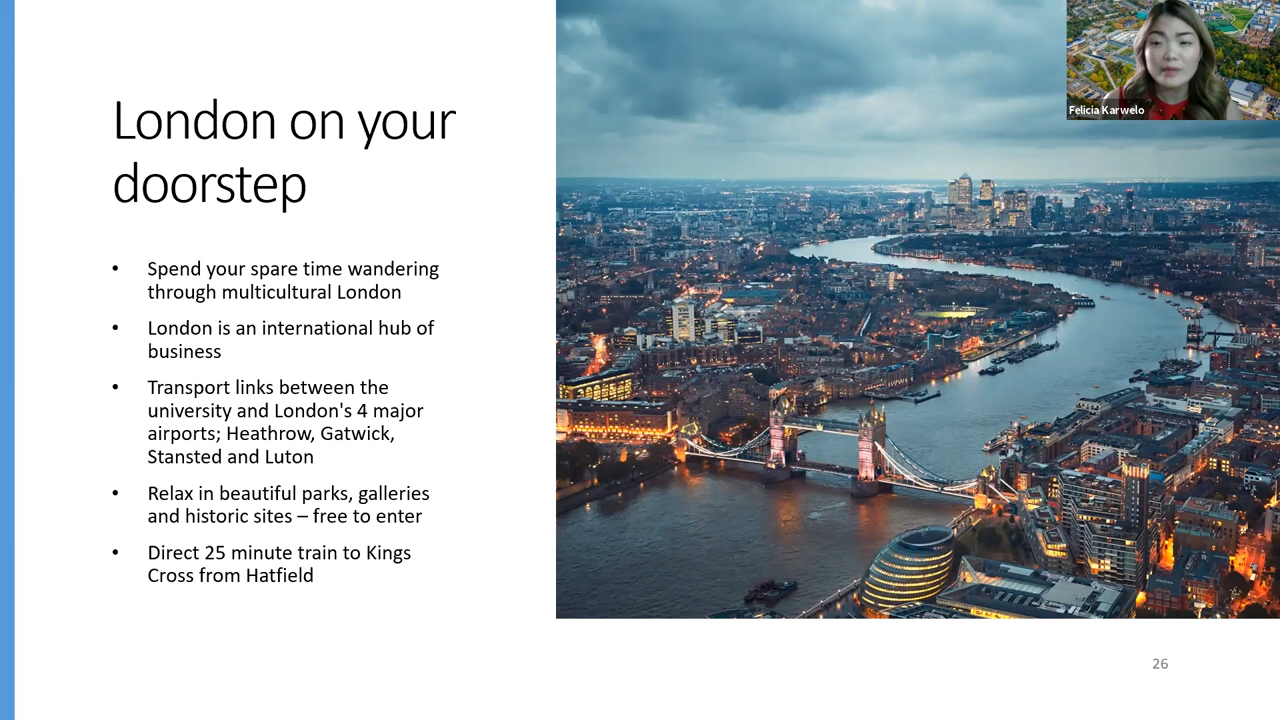 London on your
doorstep
• Spend your spare time wandering
through multicultural London
• London is an international hub of
business
• Transport links between the
university and London's 4 major
airports; Heathrow, Gatwick,
Stansted and Luton
• Relax in beautiful parks, galleries
and historic sites – free to enter
• Direct 25 minute train to Kings
Cross from Hatfield
Felicia Karwelo
26